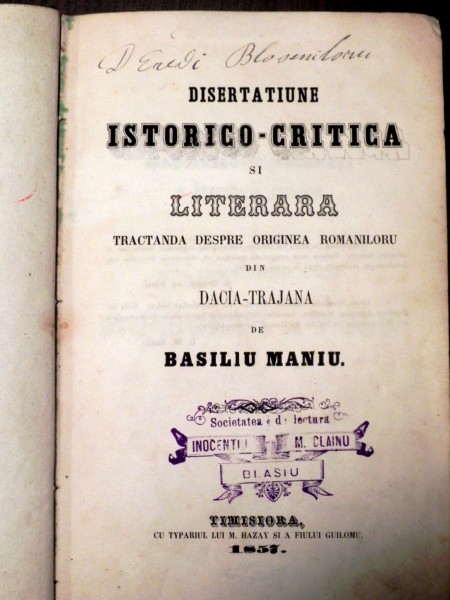 DISERTATIUNE
ISTORICO-CRITICA
SI
LITERARA
TRACTANDA DESPRE ORIGINEA ROMANILORU
DIN
DACIA-TRAJANA
DE
BASILIU MANIU.
Societatea de lectura
INOCENTIU M. CLAINU
BLASIU
TIMISIORA,
CU TYPARIUL LUI M. HAZAY SI A FIULUI GUILOMU.
1857.